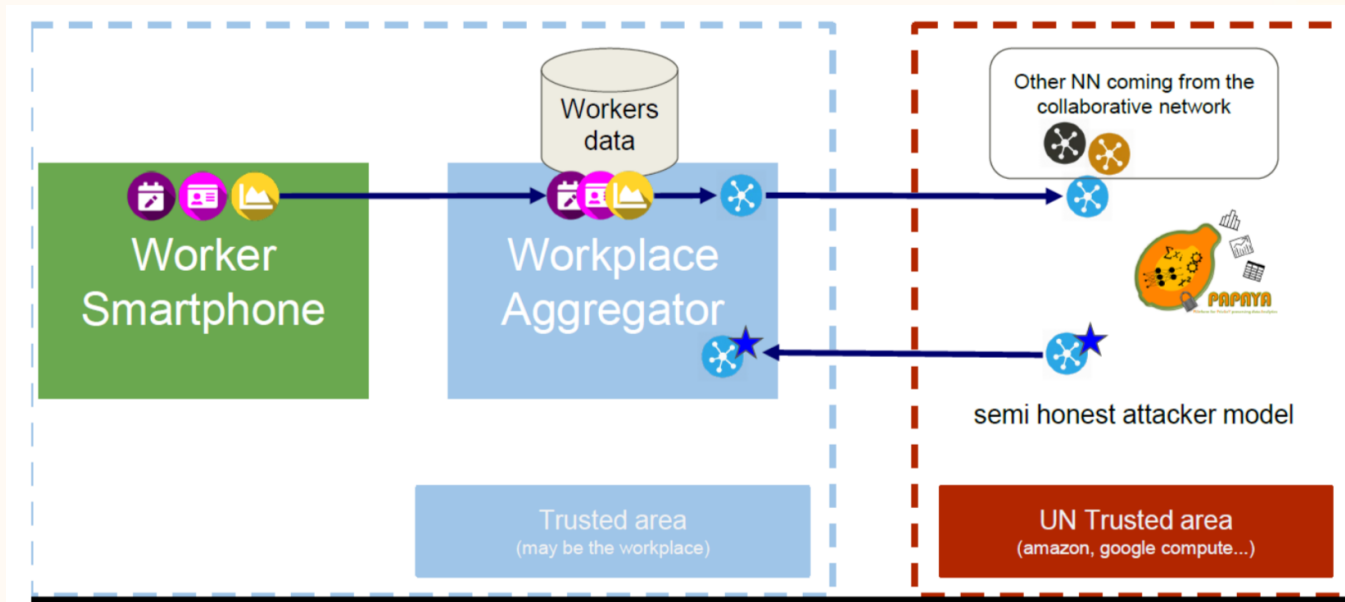 Other NN coming from the
collaborative network
Workers
data
Worker
Smartphone
Workplace
Aggregator
PAPAYA
semi honest attacker model
Trusted area
(may be the workplace)
UN Trusted area
(amazon, google compute...)